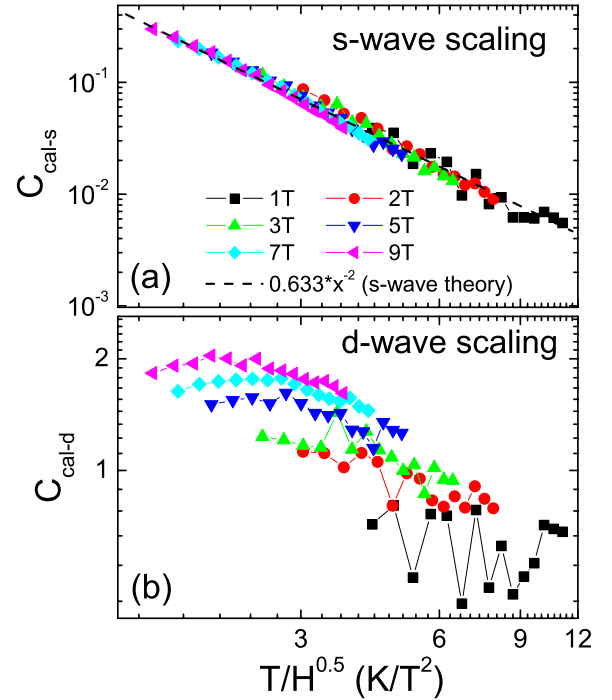 s-wave scaling
10⁻¹
10⁻²
10⁻³
C_cal-s
1T 2T
3T 5T
7T 9T
0.633*x⁻² (s-wave theory)
(a)
d-wave scaling
2
1
C_cal-d
(b)
3 6 9 12
T/H^0.5 (K/T²)